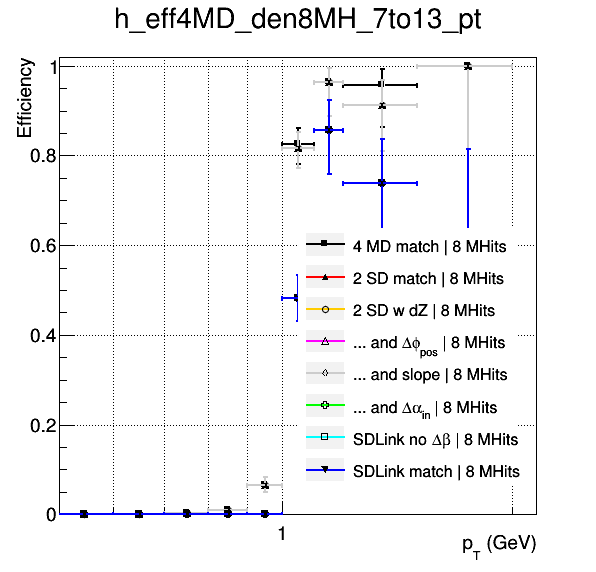 h_eff4MD_den8MH_7to13_pt
Efficiency
1
0.8
0.6
0.4
0.2
0
4 MD match | 8 MHits
2 SD match | 8 MHits
2 SD w dZ | 8 MHits
... and Δϕpos | 8 MHits
... and slope | 8 MHits
... and Δαin | 8 MHits
SDLink no Δβ | 8 MHits
SDLink match | 8 MHits
1
pT (GeV)